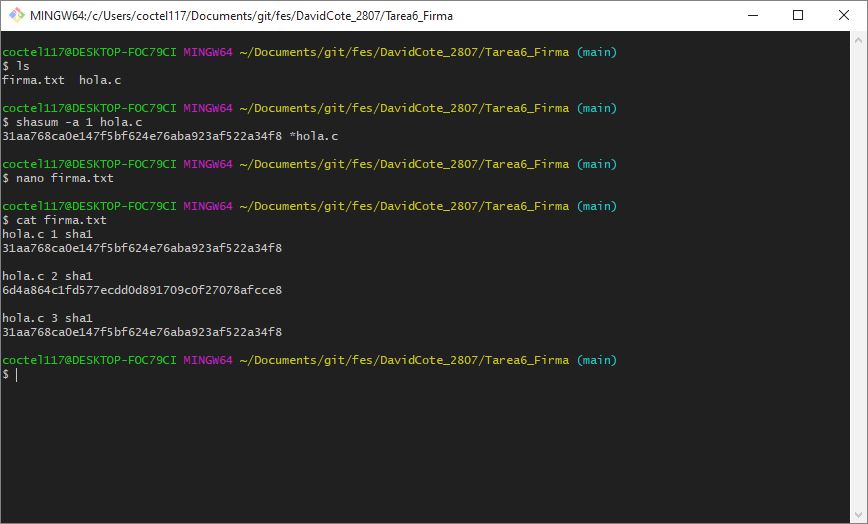 MINGW64:/c/Users/coctel117/Documents/git/fes/DavidCote_2807/Tarea6_Firma
coctel117@DESKTOP-FOC79CI MINGW64 ~/Documents/git/fes/DavidCote_2807/Tarea6_Firma (main)
$ ls
firma.txt  hola.c
coctel117@DESKTOP-FOC79CI MINGW64 ~/Documents/git/fes/DavidCote_2807/Tarea6_Firma (main)
$ shasum -a 1 hola.c
31aa768ca0e147f5bf624e76aba923af522a34f8 *hola.c
coctel117@DESKTOP-FOC79CI MINGW64 ~/Documents/git/fes/DavidCote_2807/Tarea6_Firma (main)
$ nano firma.txt
coctel117@DESKTOP-FOC79CI MINGW64 ~/Documents/git/fes/DavidCote_2807/Tarea6_Firma (main)
$ cat firma.txt
hola.c 1 sha1
31aa768ca0e147f5bf624e76aba923af522a34f8
hola.c 2 sha1
6d4a864c1fd577ecdd0d891709c0f27078afcce8
hola.c 3 sha1
31aa768ca0e147f5bf624e76aba923af522a34f8
coctel117@DESKTOP-FOC79CI MINGW64 ~/Documents/git/fes/DavidCote_2807/Tarea6_Firma (main)
$